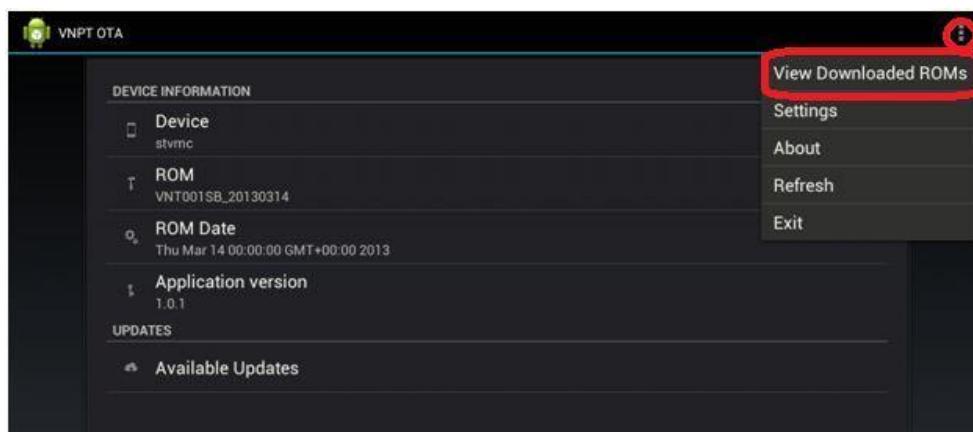 VNPT OTA
View Downloaded ROMs
Settings
About
Refresh
Exit
DEVICE INFORMATION
Device
stvmc
ROM
VNT001SB_20130314
ROM Date
Thu Mar 14 00:00:00 GMT+00:00 2013
Application version
1.0.1
UPDATES
Available Updates